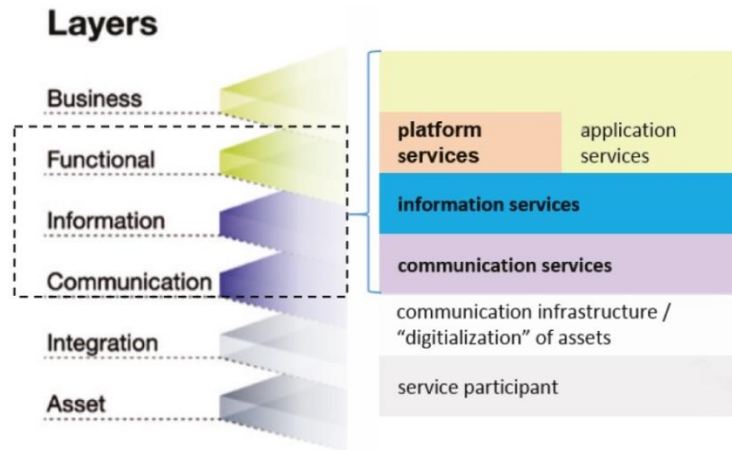 Layers
Business
Functional
Information
Communication
Integration
Asset
platform
services
application
services
information services
communication services
communication infrastructure /
“digitialization” of assets
service participant